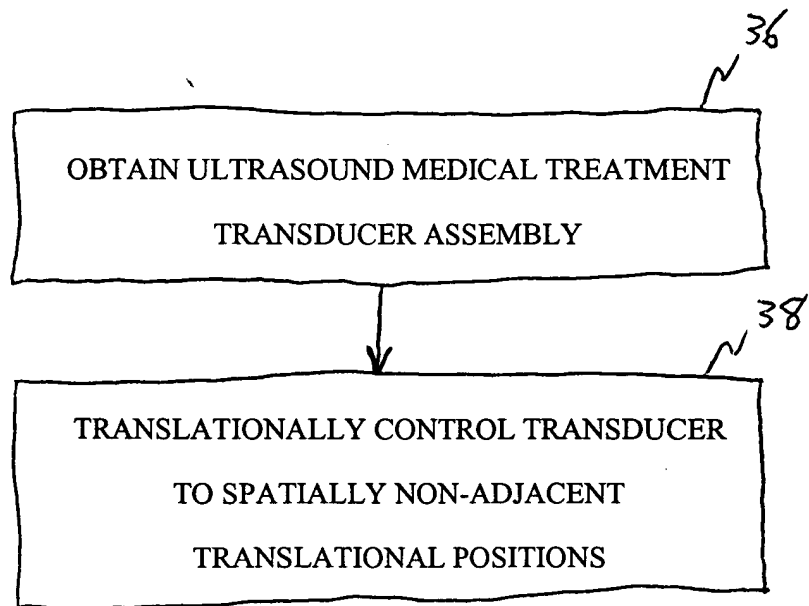 36
OBTAIN ULTRASOUND MEDICAL TREATMENT
TRANSDUCER ASSEMBLY
38
TRANSLATIONALLY CONTROL TRANSDUCER
TO SPATIALLY NON-ADJACENT
TRANSLATIONAL POSITIONS